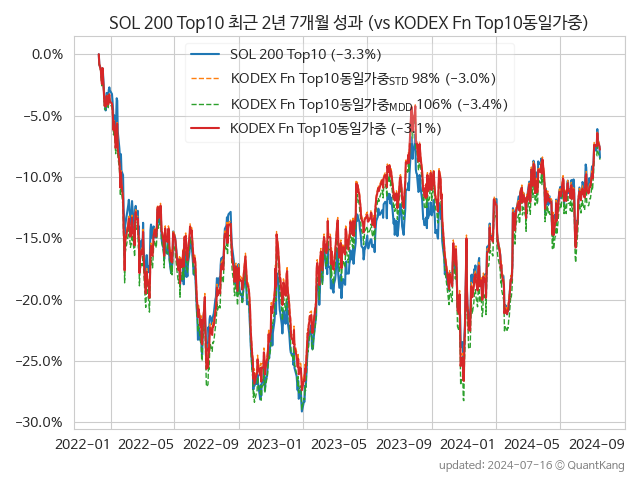 SOL 200 Top10 최근 2년 7개월 성과 (vs KODEX Fn Top10동일가중)
SOL 200 Top10 (−3.3%)
KODEX Fn Top10동일가중STD 98% (−3.0%)
KODEX Fn Top10동일가중MDD 106% (−3.4%)
KODEX Fn Top10동일가중 (−3.1%)
0.0%
−5.0%
−10.0%
−15.0%
−20.0%
−25.0%
−30.0%
2022−01 2022−05 2022−09 2023−01 2023−05 2023−09 2024−01 2024−05 2024−09
updated: 2024-07-16 © QuantKang